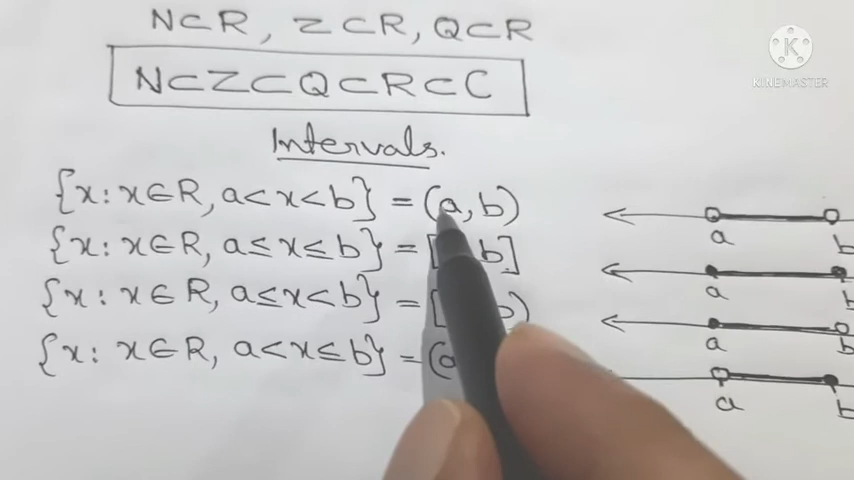 N⊂R, Z⊂R, Q⊂R
N⊂Z⊂Q⊂R⊂C
Intervals.
{x: x∈R, a<x<b} = (a, b)
{x: x∈R, a≤x≤b} = [ b]
{x: x∈R, a≤x<b} = [ b)
{x: x∈R, a<x≤b} = (a
a b
a b
a b
a b
K
KINEMASTER